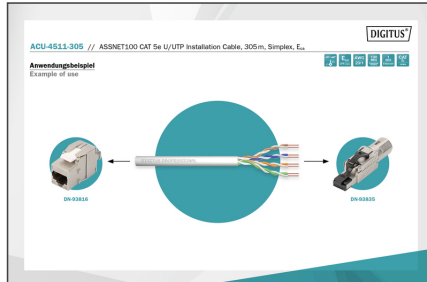 DIGITUS®
ACU-4511-305 // ASSNET100 CAT 5e U/UTP Installation Cable, 305 m, Simplex, Eca
Anwendungsbeispiel
Example of use
DN-93816
DN-93835